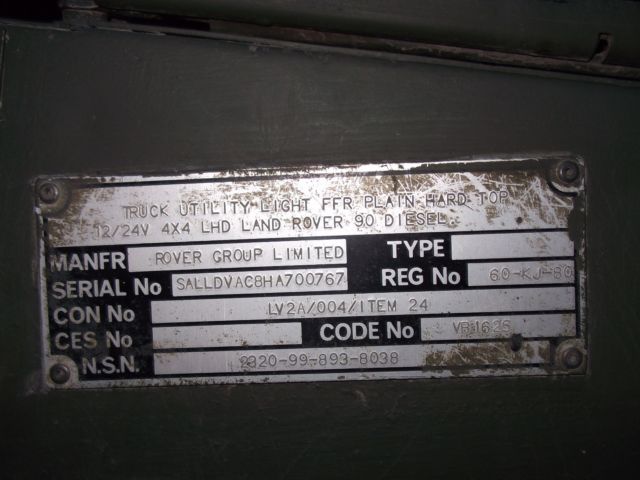 TRUCK UTILITY LIGHT FFR PLAIN HARD TOP
12/24V 4X4 LHD LAND ROVER 90 DIESEL
MANFR ROVER GROUP LIMITED TYPE
SERIAL No SALLDVAC8HA700767 REG No 60-KJ-80
CON No LV2A/004/ITEM 24
CES No CODE No
N.S.N. 2320-99-893-8038